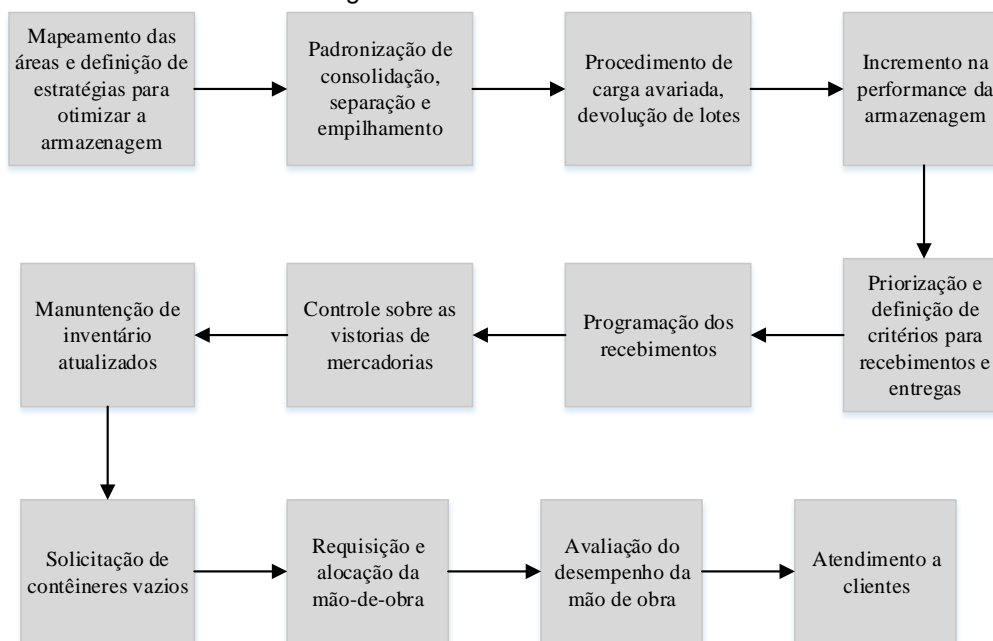 Mapeamento das
áreas e definição de
estratégias para
otimizar a
armazenagem
Padronização de
consolidação,
separação e
empilhamento
Procedimento de
carga avariada,
devolução de lotes
Incremento na
performance da
armazenagem
Priorização e
definição de
critérios para
recebimentos e
entregas
Programação dos
recebimentos
Controle sobre as
vistorias de
mercadorias
Manuntenção de
inventário
atualizados
Solicitação de
contêineres vazios
Requisição e
alocação da
mão-de-obra
Avaliação do
desempenho da
mão de obra
Atendimento a
clientes